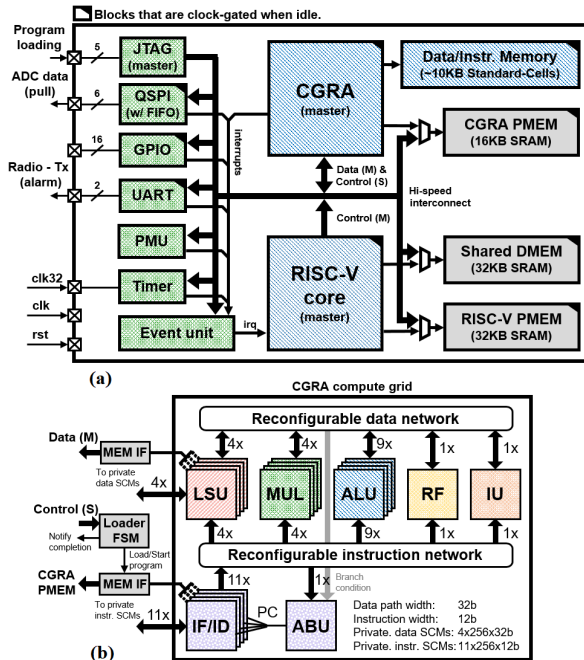 Blocks that are clock-gated when idle.
Program
loading
5
JTAG
(master)
ADC data
(pull)
6
QSPI
(w/ FIFO)
16
GPIO
Radio - Tx
(alarm)
2
UART
PMU
clk32
Timer
clk
rst
Event unit
interrupts
irq
CGRA
(master)
Data (M) &
Control (S)
Control (M)
RISC-V
core
(master)
Hi-speed
interconnect
Data/Instr. Memory
(~10KB Standard-Cells)
CGRA PMEM
(16KB SRAM)
Shared DMEM
(32KB SRAM)
RISC-V PMEM
(32KB SRAM)
(a)
CGRA compute grid
Reconfigurable data network
Data (M)
MEM IF
To private
data SCMs
4x
4x
4x
9x
1x
1x
LSU
MUL
ALU
RF
IU
4x
4x
9x
1x
1x
Control (S)
Loader
FSM
Notify
completion
Load/Start
program
Reconfigurable instruction network
CGRA
PMEM
MEM IF
To private
instr. SCMs
11x
11x
1x
Branch
condition
IF/ID
PC
ABU
Data path width: 32b
Instruction width: 12b
Private. data SCMs: 4x256x32b
Private. instr. SCMs: 11x256x12b
(b)